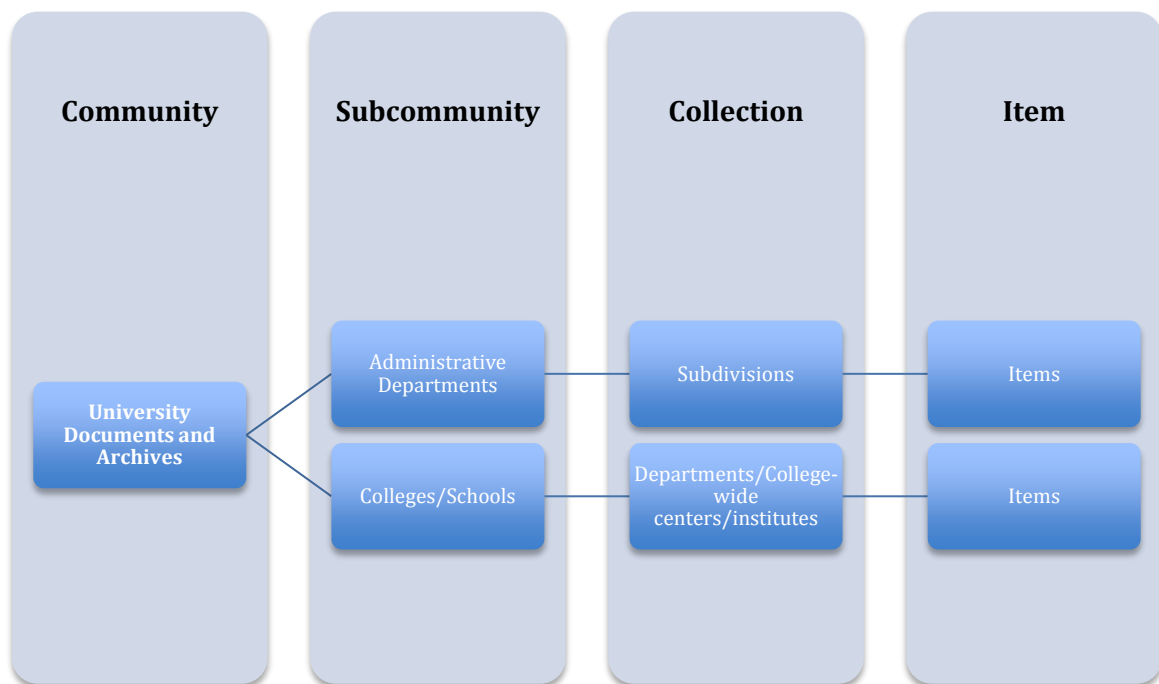 Community
Subcommunity
Collection
Item
University
Documents and
Archives
Administrative
Departments
Subdivisions
Items
Colleges/Schools
Departments/College-
wide
centers/institutes
Items